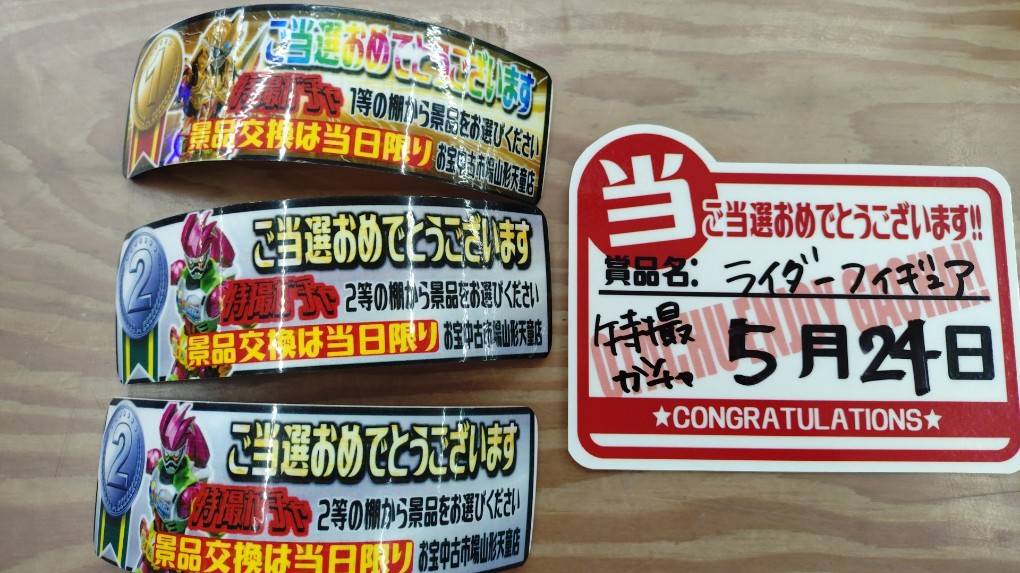 1
ご当選おめでとうございます
特撮ガチャ 1等の棚から景品をお選びください
景品交換は当日限り お宝中古市場山形天童店
2
ご当選おめでとうございます
特撮ガチャ 2等の棚から景品をお選びください
景品交換は当日限り お宝中古市場山形天童店
2
ご当選おめでとうございます
特撮ガチャ 2等の棚から景品をお選びください
景品交換は当日限り お宝中古市場山形天童店
当
ご当選おめでとうございます!!
賞品名: ライダーフィギュア
特撮
ガチャ
5月24日
★CONGRATULATIONS★